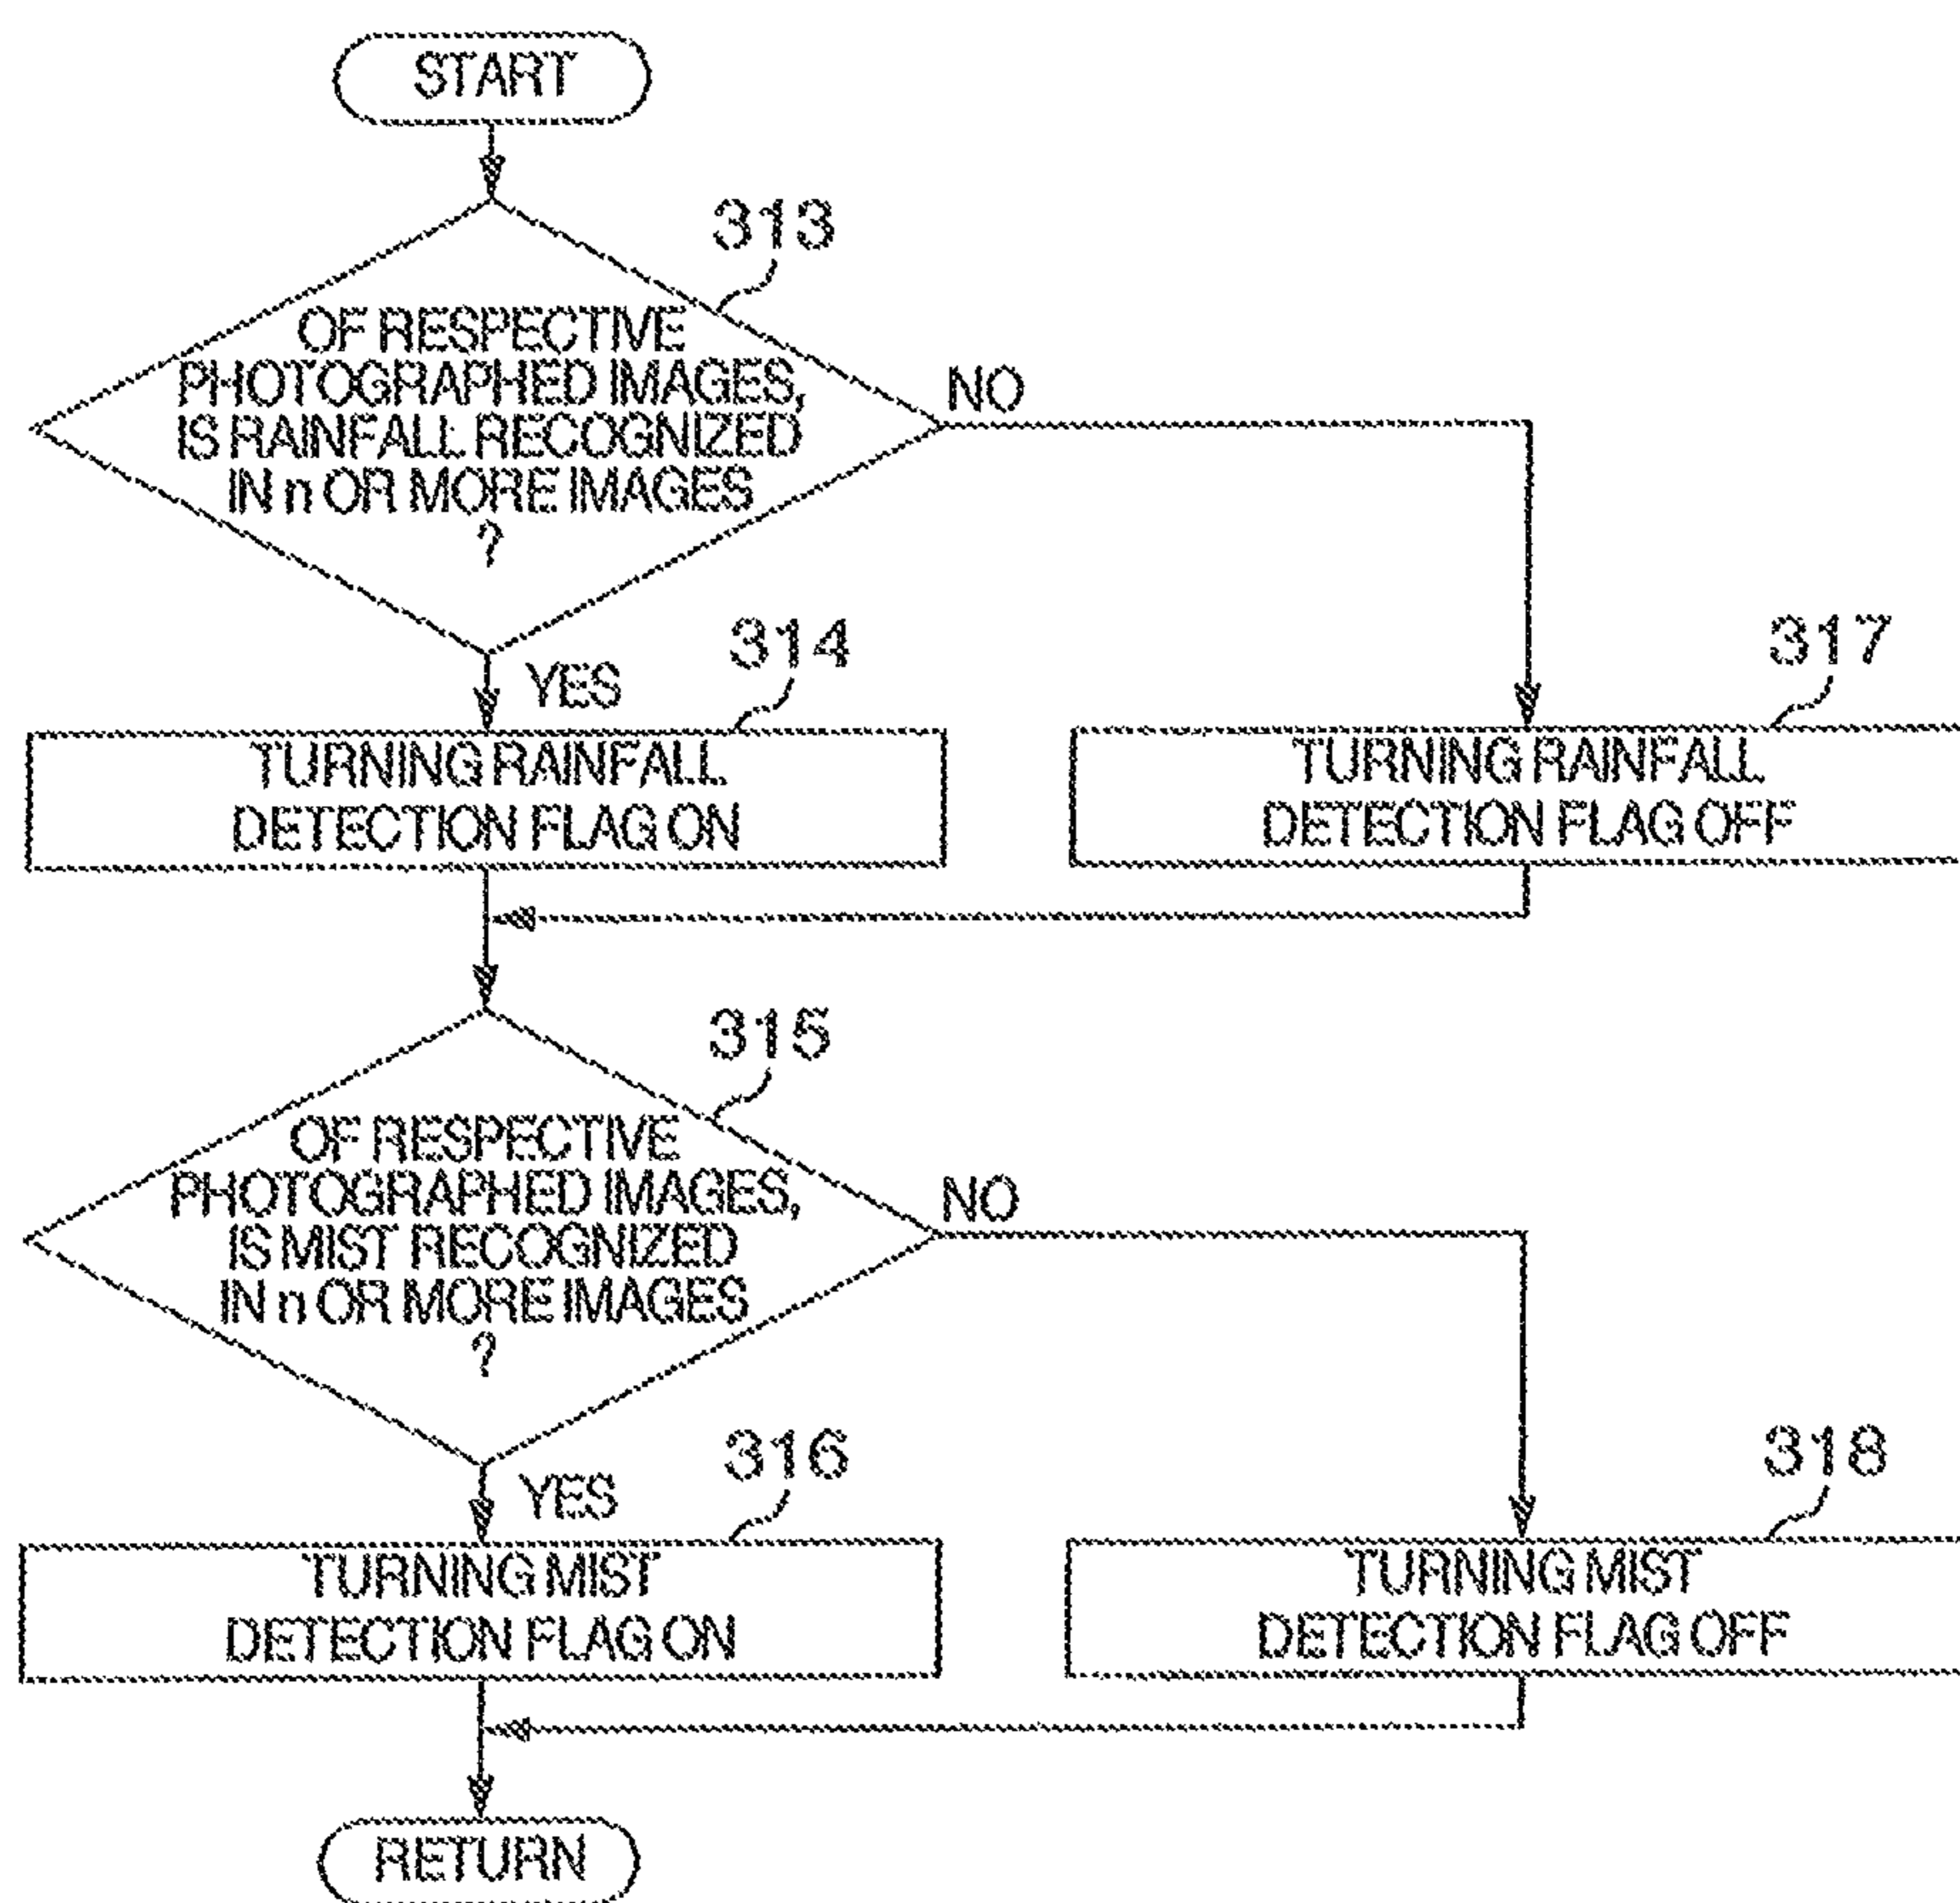 START
313
OF RESPECTIVE
PHOTOGRAPHED IMAGES,
IS RAINFALL RECOGNIZED
IN n OR MORE IMAGES
?
NO
YES
314
TURNING RAINFALL
DETECTION FLAG ON
317
TURNING RAINFALL
DETECTION FLAG OFF
315
OF RESPECTIVE
PHOTOGRAPHED IMAGES,
IS MIST RECOGNIZED
IN n OR MORE IMAGES
?
NO
YES
316
TURNING MIST
DETECTION FLAG ON
318
TURNING MIST
DETECTION FLAG OFF
RETURN